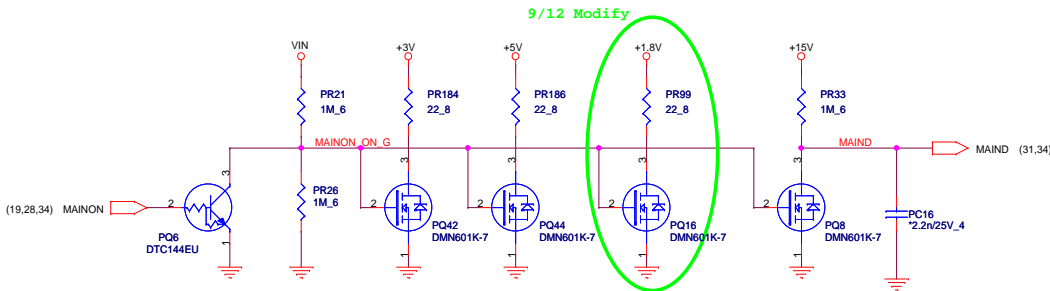 9/12 Modify
VIN
+3V
+5V
+1.8V
+15V
PR21
1M_6
PR184
22_8
PR186
22_8
PR99
22_8
PR33
1M_6
MAINON_ON_G
MAIND
MAIND (31,34)
3
3
3
3
3
(19,28,34) MAINON
2
PR26
1M_6
2
2
2
2
PQ6
DTC144EU
PQ42
DMN601K-7
PQ44
DMN601K-7
PQ16
DMN601K-7
PQ8
DMN601K-7
PC16
*2.2n/25V_4
1
1
1
1
1